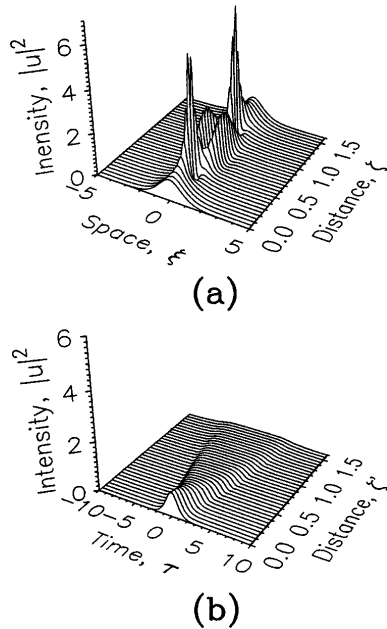 6
4
2
0
Inensity, |u|²
-5
0
5
Space, ξ
0.0 0.5 1.0 1.5
Distance, ζ
(a)
6
4
2
0
Intensity, |u|²
-10 -5 0 5 10
Time, τ
0.0 0.5 1.0 1.5
Distance, ζ
(b)